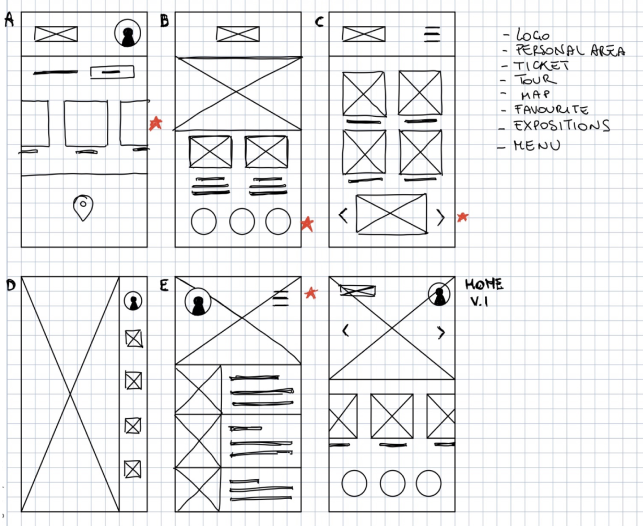 A
B
C
- LOGO
- PERSONAL AREA
- TICKET
- TOUR
- MAP
- FAVOURITE
- EXPOSITIONS
- MENU
D
E
HOME
V.1